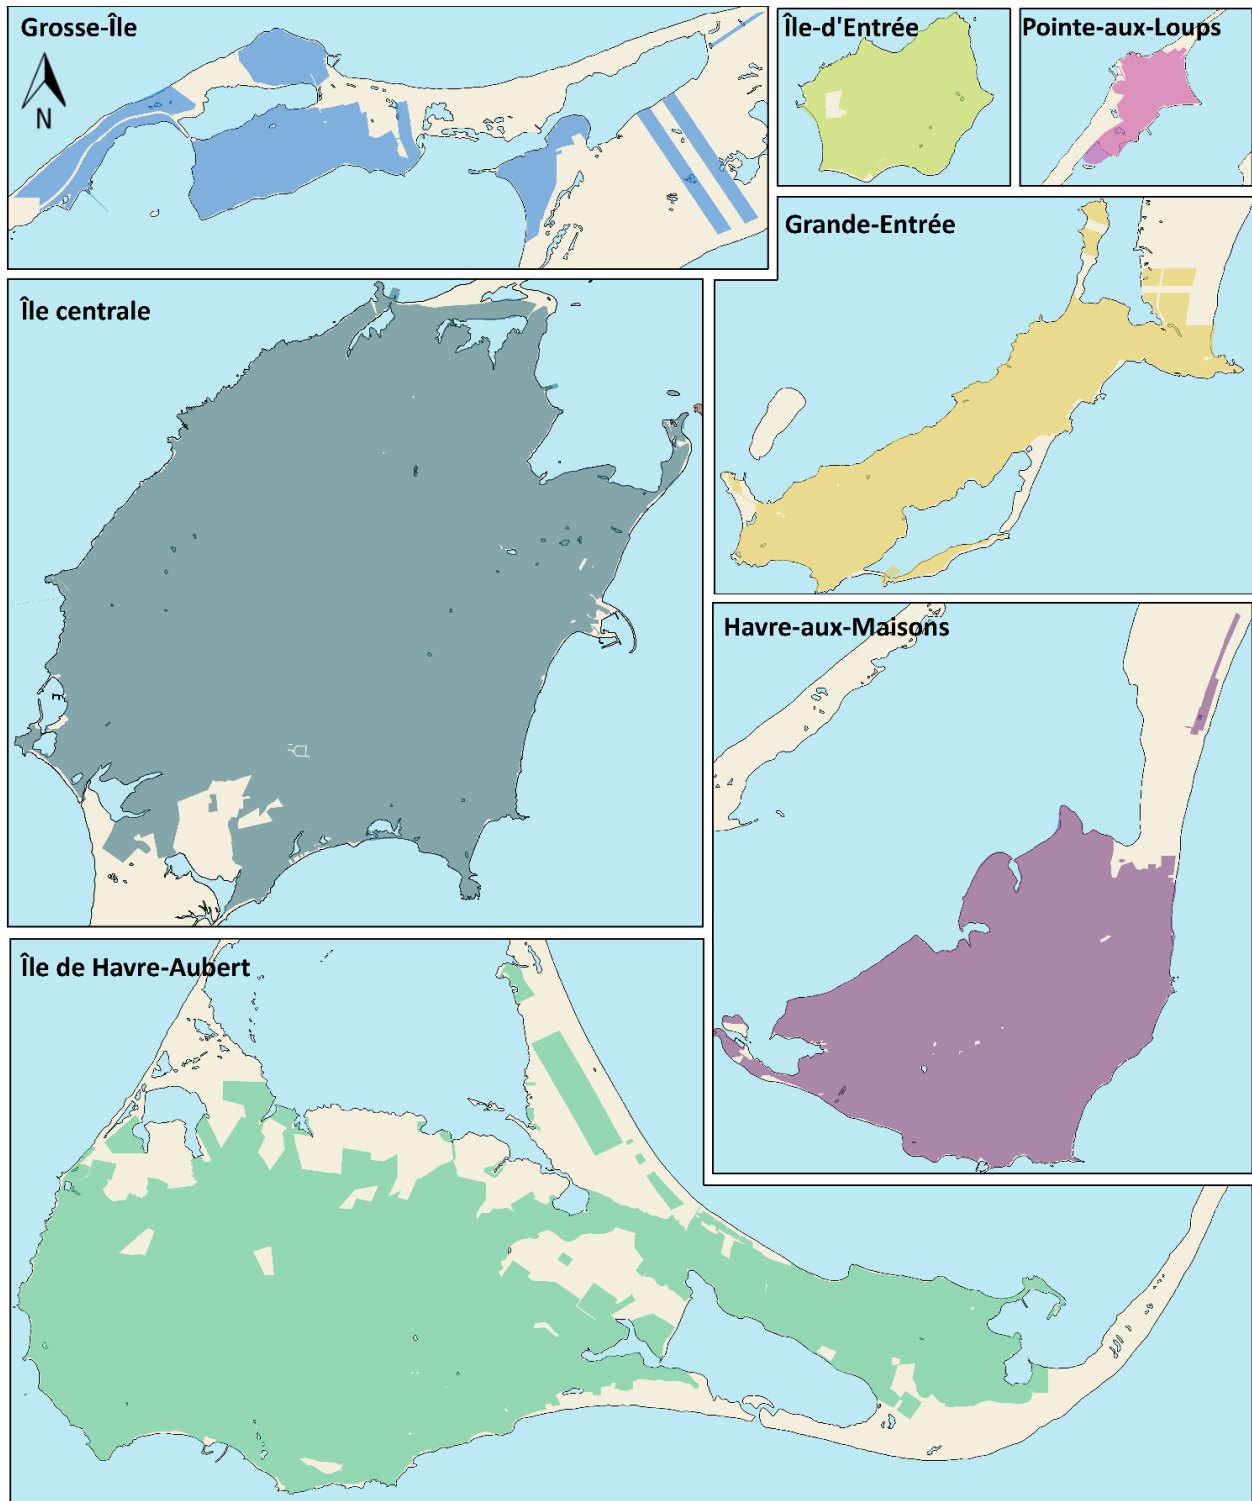 Grosse-Île
N
Île-d'Entrée
Pointe-aux-Loups
Grande-Entrée
Île centrale
Havre-aux-Maisons
Île de Havre-Aubert